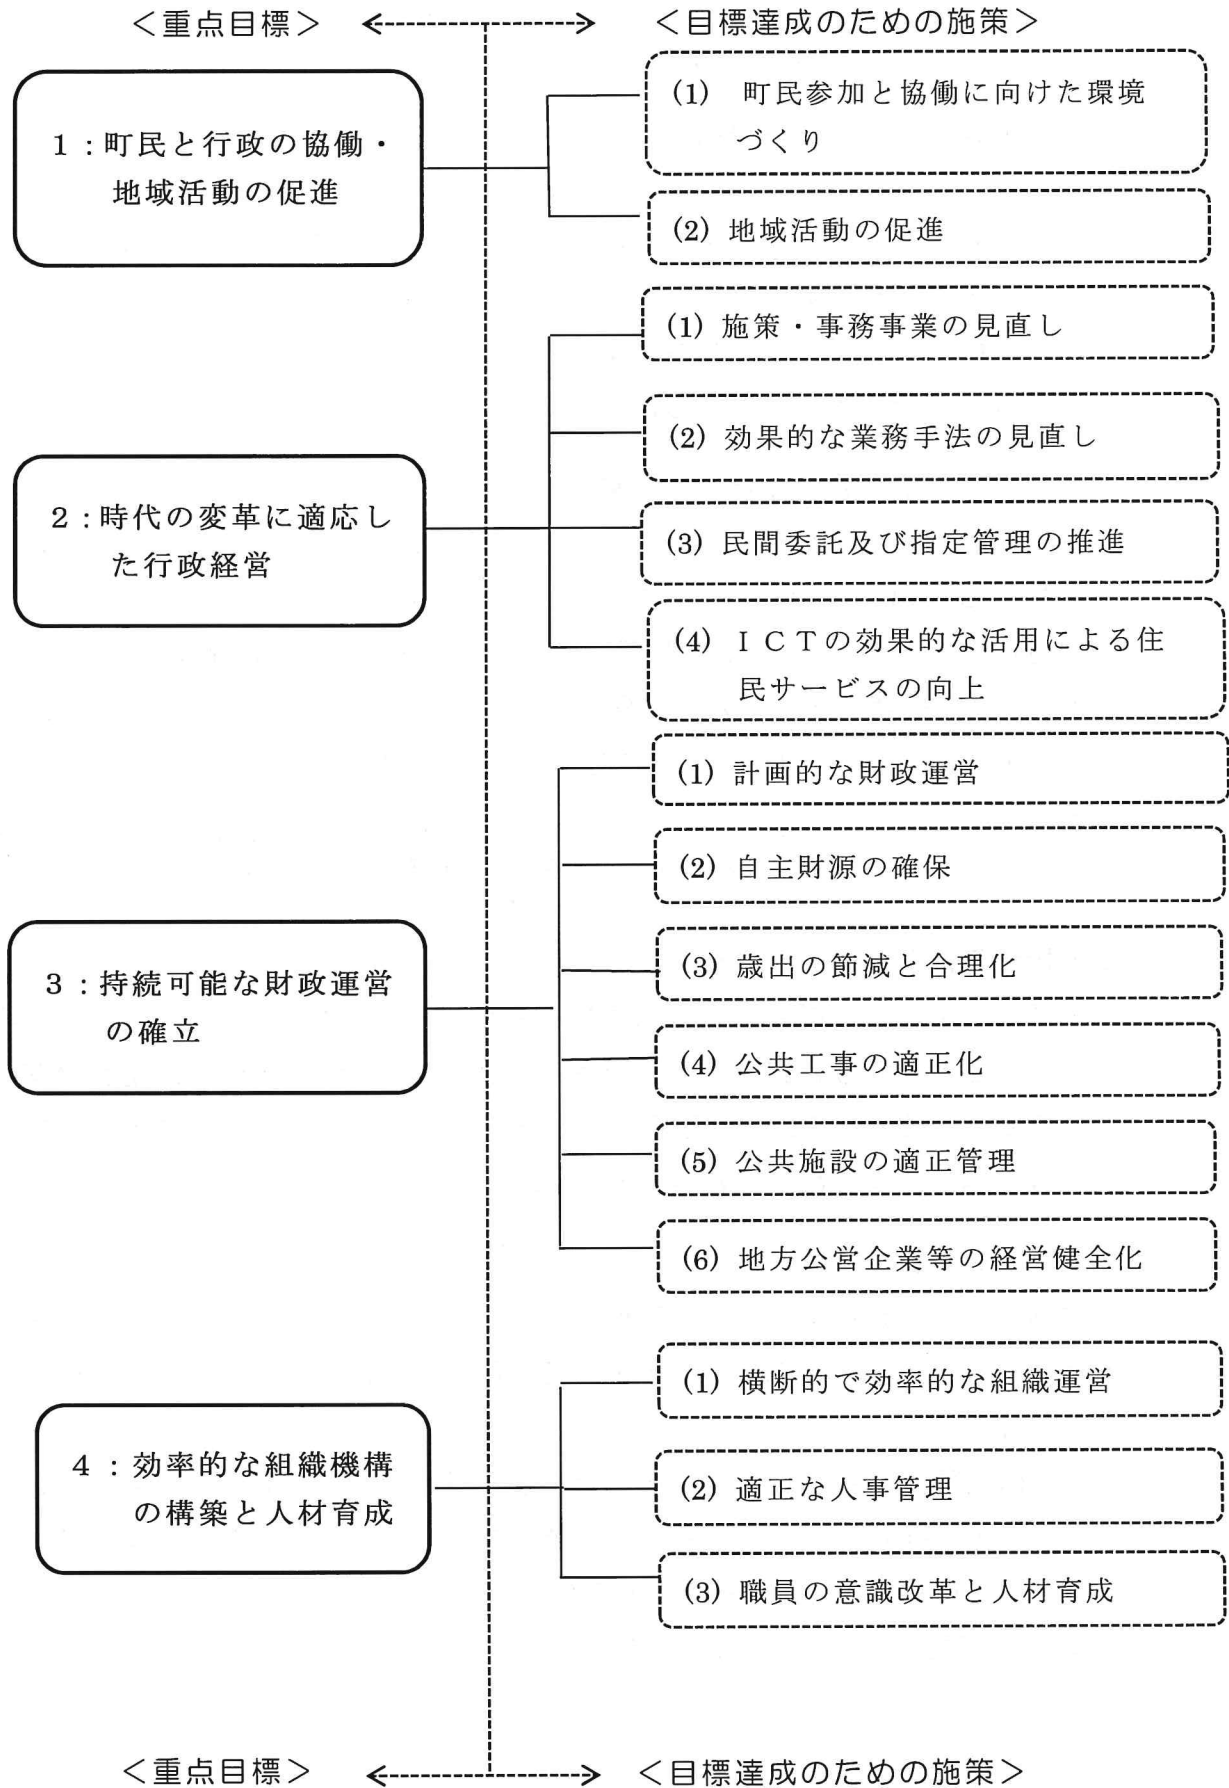 ＜重点目標＞
＜目標達成のための施策＞
1：町民と行政の協働・
地域活動の促進
(1) 町民参加と協働に向けた環境
づくり
(2) 地域活動の促進
2：時代の変革に適応し
た行政経営
(1) 施策・事務事業の見直し
(2) 効果的な業務手法の見直し
(3) 民間委託及び指定管理の推進
(4) ＩＣＴの効果的な活用による住
民サービスの向上
3：持続可能な財政運営
の確立
(1) 計画的な財政運営
(2) 自主財源の確保
(3) 歳出の節減と合理化
(4) 公共工事の適正化
(5) 公共施設の適正管理
(6) 地方公営企業等の経営健全化
4：効率的な組織機構
の構築と人材育成
(1) 横断的で効率的な組織運営
(2) 適正な人事管理
(3) 職員の意識改革と人材育成
＜重点目標＞
＜目標達成のための施策＞